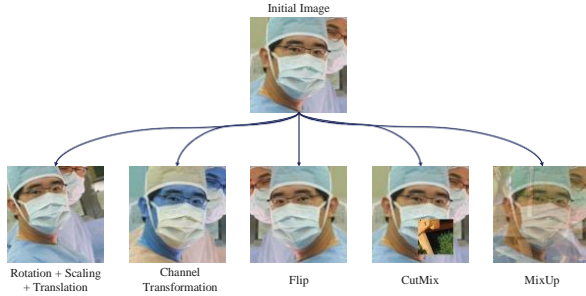 Initial Image
Rotation + Scaling
+ Translation
Channel
Transformation
Flip
CutMix
MixUp